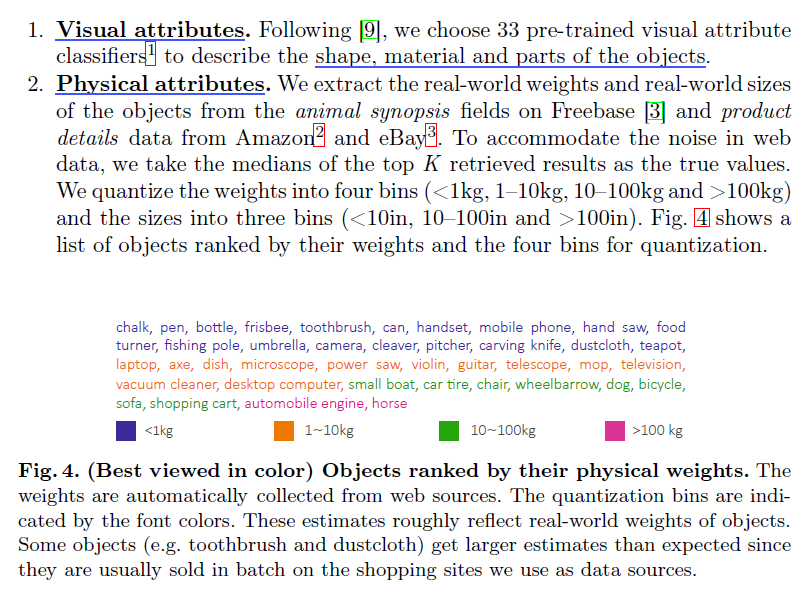 1. Visual attributes. Following [9], we choose 33 pre-trained visual attribute
classifiers1 to describe the shape, material and parts of the objects.
2. Physical attributes. We extract the real-world weights and real-world sizes
of the objects from the animal synopsis fields on Freebase [3] and product
details data from Amazon2 and eBay3. To accommodate the noise in web
data, we take the medians of the top K retrieved results as the true values.
We quantize the weights into four bins (<1kg, 1–10kg, 10–100kg and >100kg)
and the sizes into three bins (<10in, 10–100in and >100in). Fig. 4 shows a
list of objects ranked by their weights and the four bins for quantization.
chalk, pen, bottle, frisbee, toothbrush, can, handset, mobile phone, hand saw, food
turner, fishing pole, umbrella, camera, cleaver, pitcher, carving knife, dustcloth, teapot,
laptop, axe, dish, microscope, power saw, violin, guitar, telescope, mop, television,
vacuum cleaner, desktop computer, small boat, car tire, chair, wheelbarrow, dog, bicycle,
sofa, shopping cart, automobile engine, horse
<1kg 1~10kg 10~100kg >100 kg
Fig. 4. (Best viewed in color) Objects ranked by their physical weights. The
weights are automatically collected from web sources. The quantization bins are indi-
cated by the font colors. These estimates roughly reflect real-world weights of objects.
Some objects (e.g. toothbrush and dustcloth) get larger estimates than expected since
they are usually sold in batch on the shopping sites we use as data sources.